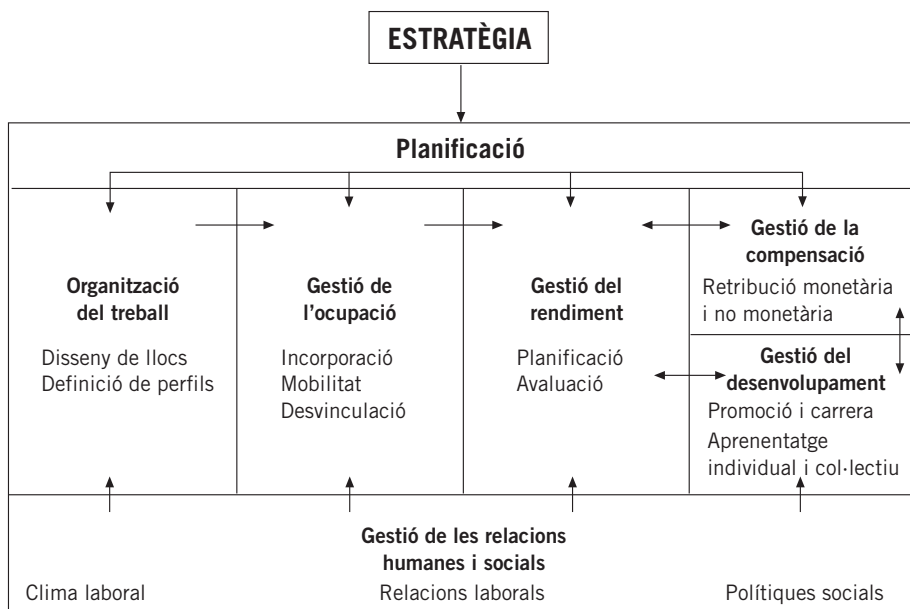 ESTRATÈGIA
Planificació
Organització
del treball
Disseny de llocs
Definició de perfils
Gestió de
l’ocupació
Incorporació
Mobilitat
Desvinculació
Gestió del
rendiment
Planificació
Avaluació
Gestió de la
compensació
Retribució monetària
i no monetària
Gestió del
desenvolupament
Promoció i carrera
Aprenentatge
individual i col·lectiu
Gestió de les relacions
humanes i socials
Clima laboral
Relacions laborals
Polítiques socials